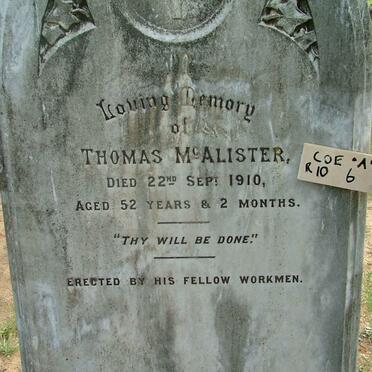 Loving Memory
of
THOMAS McALISTER,
DIED 22ND SEPT 1910,
AGED 52 YEARS & 2 MONTHS.
"THY WILL BE DONE."
ERECTED BY HIS FELLOW WORKMEN.
COE "A"
R10 6